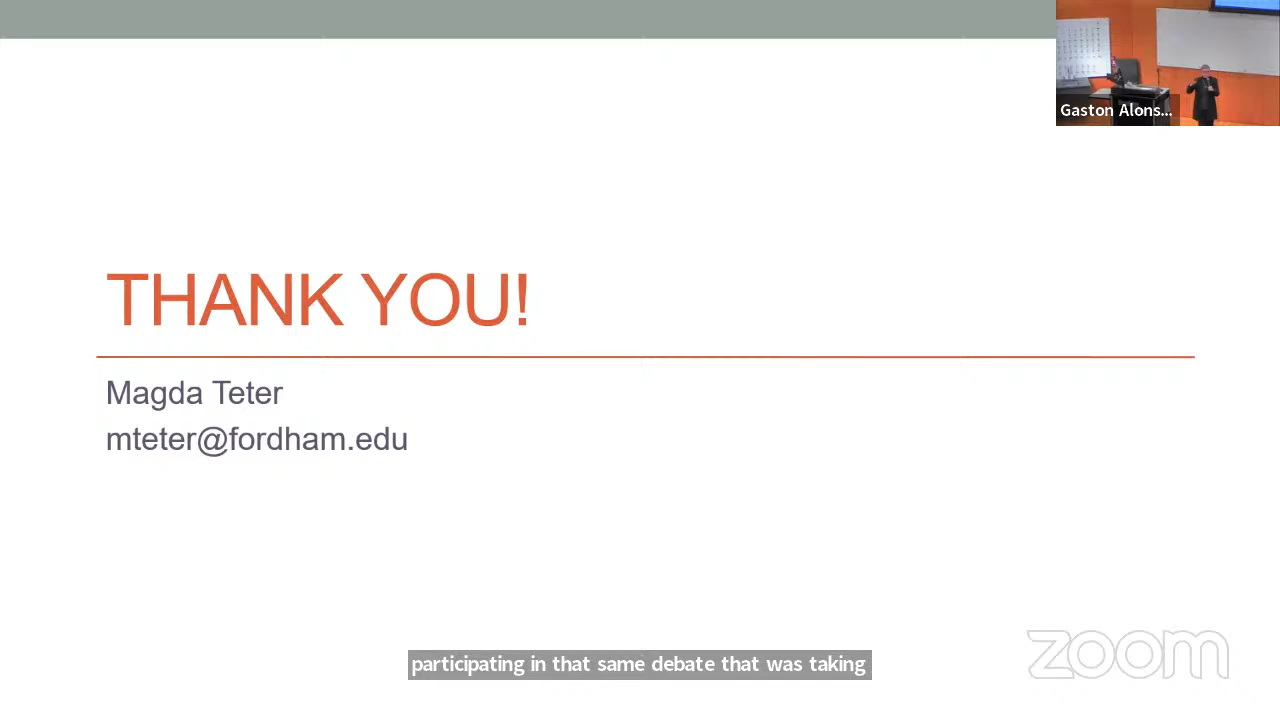 Gaston Alons...
THANK YOU!
Magda Teter
mteter@fordham.edu
participating in that same debate that was taking
zoom